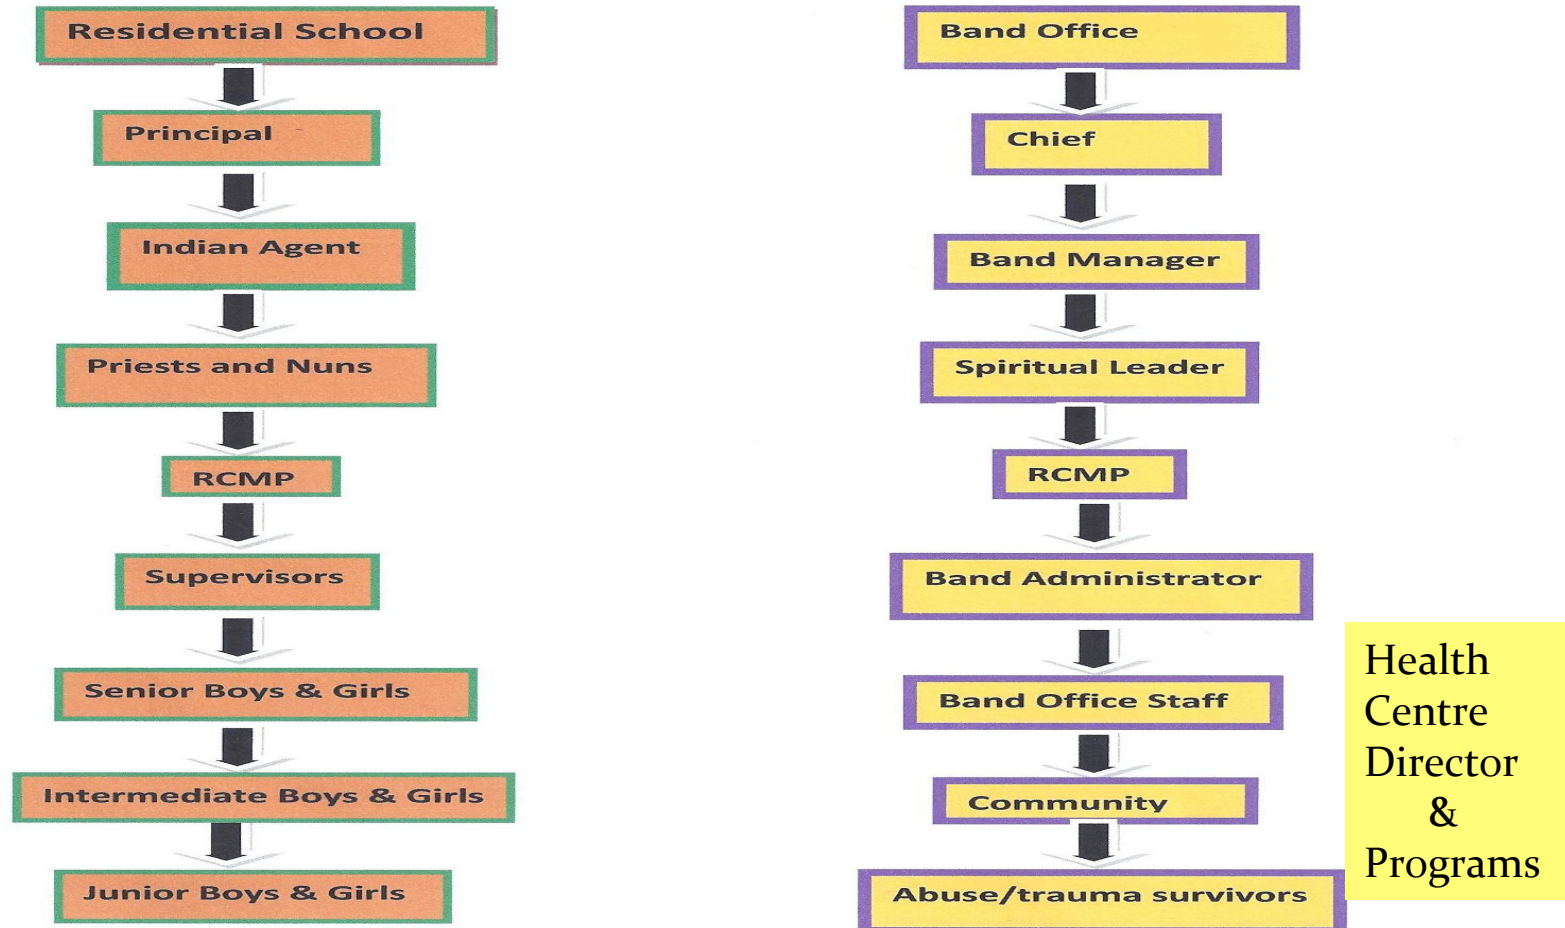 Residential School
Principal
Indian Agent
Priests and Nuns
RCMP
Supervisors
Senior Boys & Girls
Intermediate Boys & Girls
Junior Boys & Girls
Band Office
Chief
Band Manager
Spiritual Leader
RCMP
Band Administrator
Band Office Staff
Community
Abuse/trauma survivors
Health
Centre
Director
&
Programs